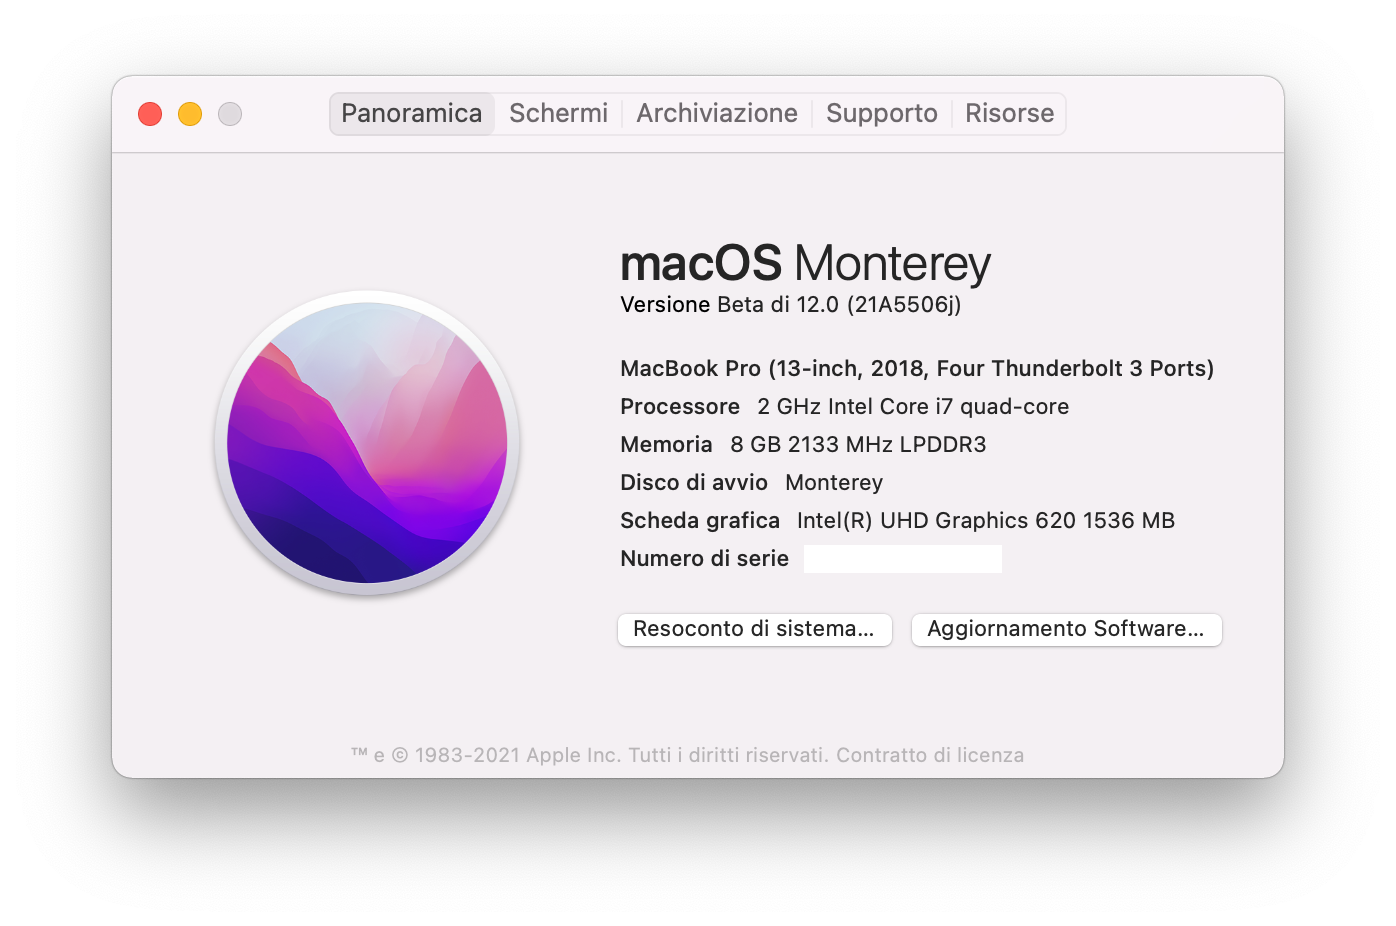 Panoramica Schermi Archiviazione Supporto Risorse
macOS Monterey
Versione Beta di 12.0 (21A5506j)
MacBook Pro (13-inch, 2018, Four Thunderbolt 3 Ports)
Processore 2 GHz Intel Core i7 quad-core
Memoria 8 GB 2133 MHz LPDDR3
Disco di avvio Monterey
Scheda grafica Intel(R) UHD Graphics 620 1536 MB
Numero di serie
Resoconto di sistema... Aggiornamento Software...
™ e © 1983-2021 Apple Inc. Tutti i diritti riservati. Contratto di licenza